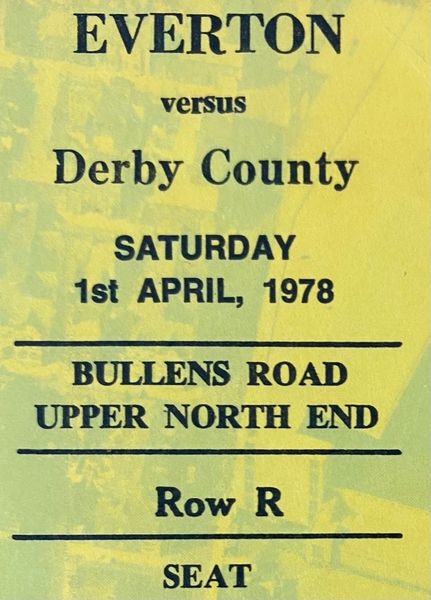 EVERTON
versus
Derby County
SATURDAY
1st APRIL, 1978
BULLENS ROAD
UPPER NORTH END
Row R
SEAT